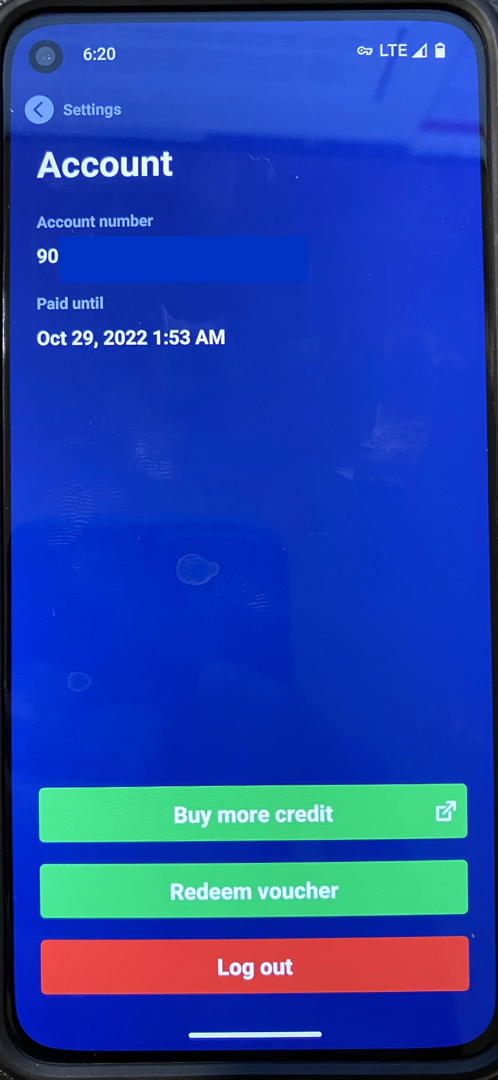 6:20
LTE
Settings
Account
Account number
90
Paid until
Oct 29, 2022 1:53 AM
Buy more credit
Redeem voucher
Log out